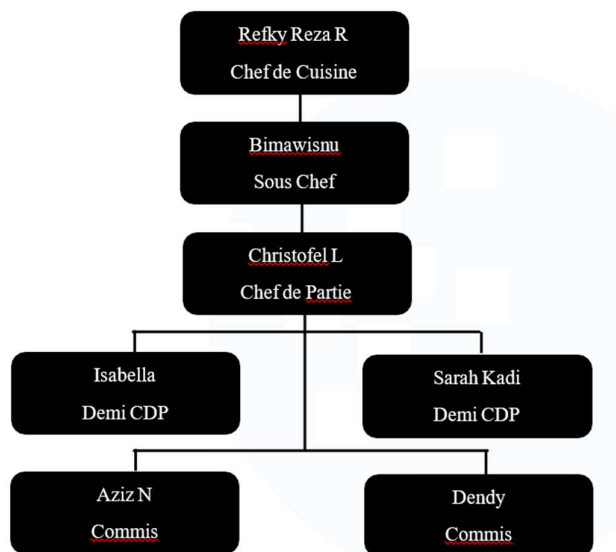 Refky Reza R
Chef de Cuisine
Bimawisnu
Sous Chef
Christofel L
Chef de Partie
Isabella
Demi CDP
Sarah Kadi
Demi CDP
Aziz N
Commis
Dendy
Commis